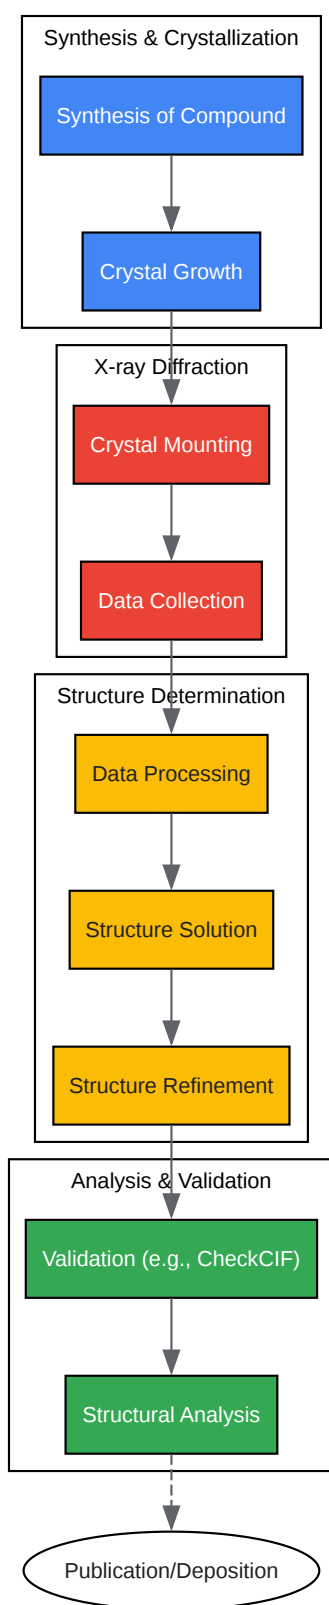 Synthesis & Crystallization
Synthesis of Compound
Crystal Growth
X-ray Diffraction
Crystal Mounting
Data Collection
Structure Determination
Data Processing
Structure Solution
Structure Refinement
Analysis & Validation
Validation (e.g., CheckCIF)
Structural Analysis
Publication/Deposition